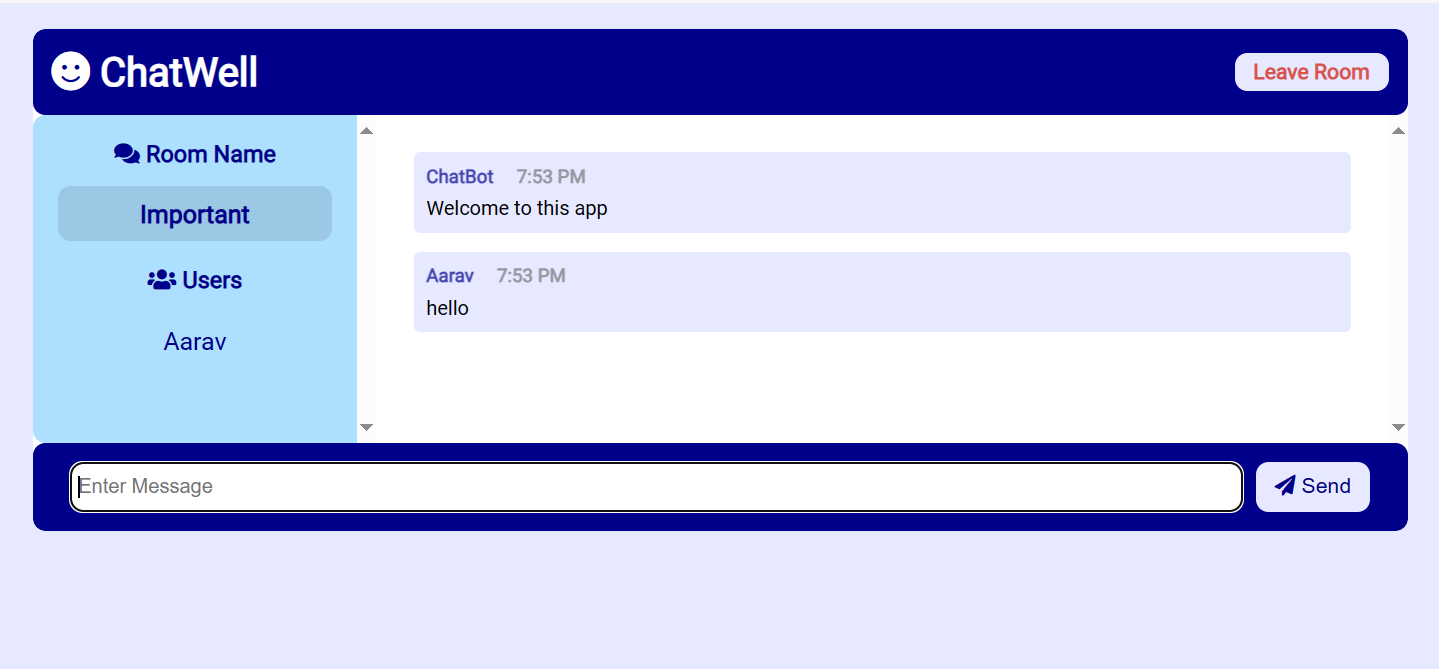 ChatWell
Leave Room
Room Name
Important
Users
Aarav
ChatBot 7:53 PM
Welcome to this app
Aarav 7:53 PM
hello
Enter Message
Send